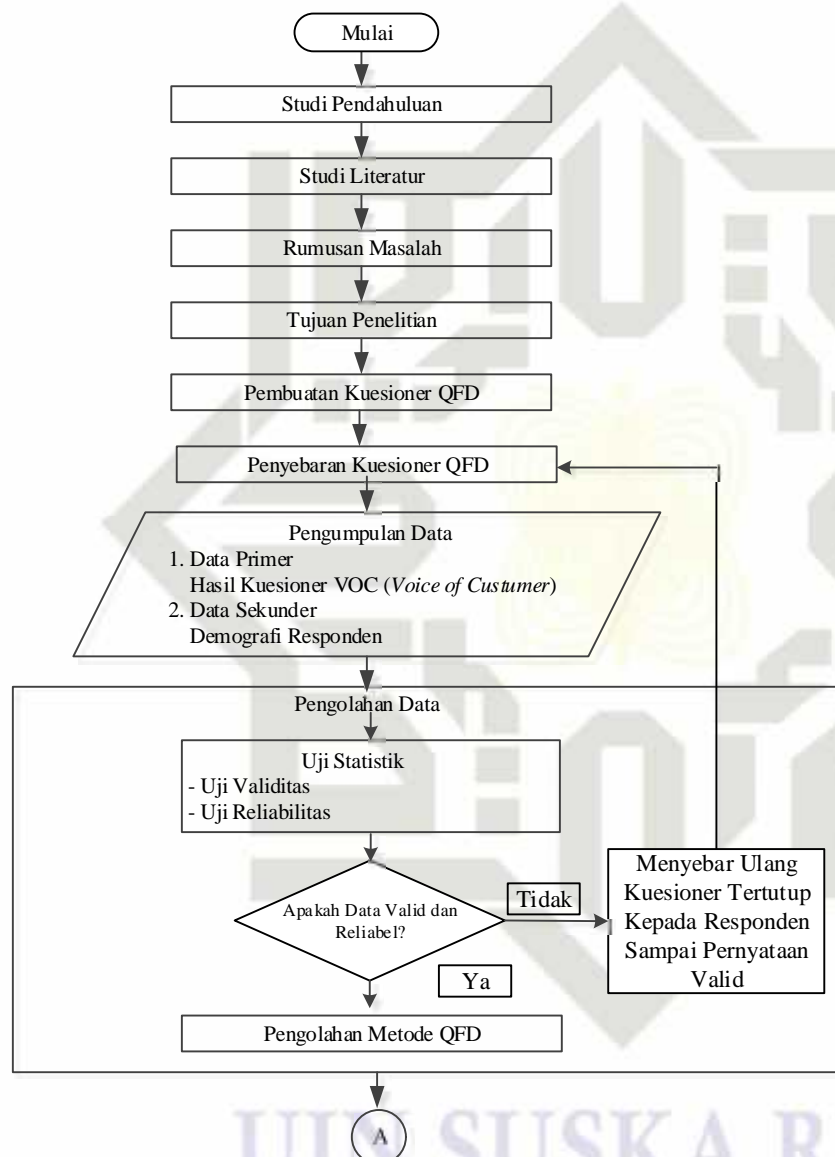 Mulai
Studi Pendahuluan
Studi Literatur
Rumusan Masalah
Tujuan Penelitian
Pembuatan Kuesioner QFD
Penyebaran Kuesioner QFD
Pengumpulan Data
1. Data Primer
Hasil Kuesioner VOC (Voice of Custumer)
2. Data Sekunder
Demografi Responden
Pengolahan Data
Uji Statistik
- Uji Validitas
- Uji Reliabilitas
Apakah Data Valid dan
Reliabel?
Tidak
Menyebar Ulang
Kuesioner Tertutup
Kepada Responden
Sampai Pernyataan
Valid
Ya
Pengolahan Metode QFD
A
UIN SUSKA R